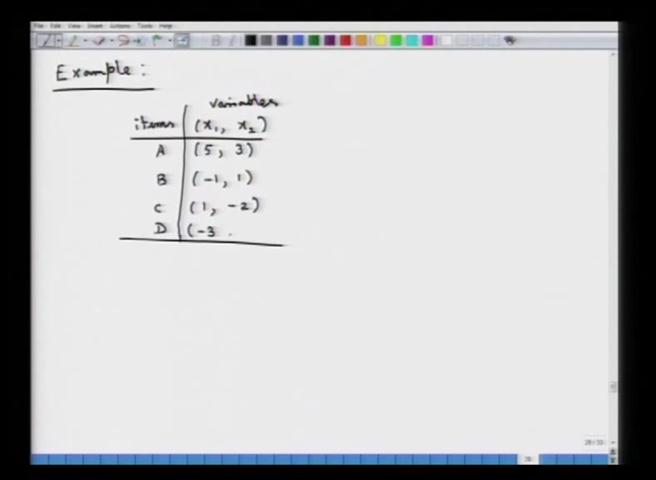 Example :
variables
items (x₁, x₂)
A (5, 3)
B (-1, 1)
C (1, -2)
D (-3